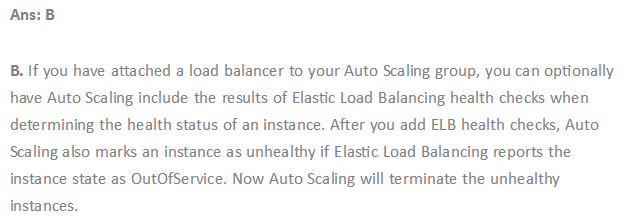 Ans: B
B. If you have attached a load balancer to your Auto Scaling group, you can optionally
have Auto Scaling include the results of Elastic Load Balancing health checks when
determining the health status of an instance. After you add ELB health checks, Auto
Scaling also marks an instance as unhealthy if Elastic Load Balancing reports the
instance state as OutOfService. Now Auto Scaling will terminate the unhealthy
instances.